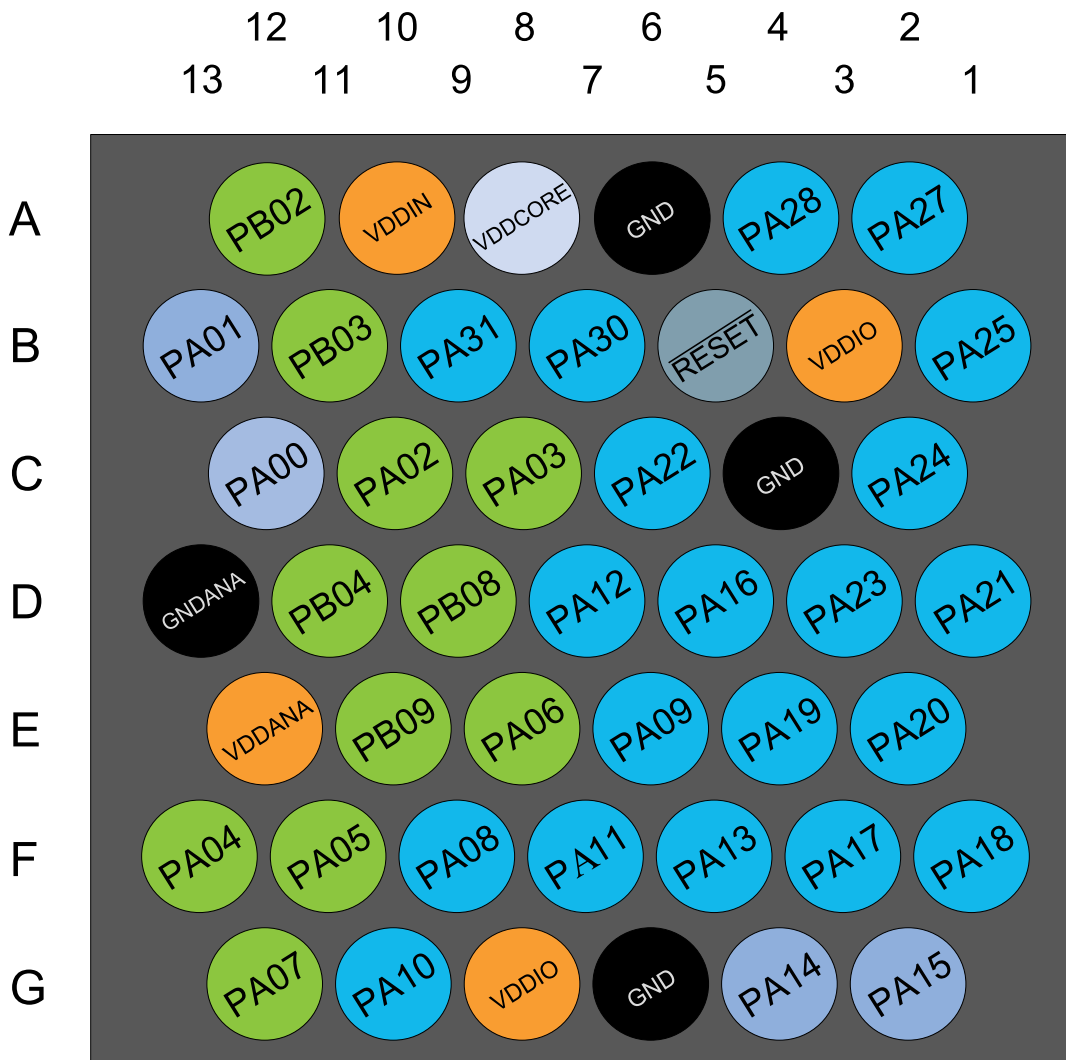 12 10 8 6 4 2
13 11 9 7 5 3 1
A PB02 VDDIN VDDCORE GND PA28 PA27
B PA01 PB03 PA31 PA30 RESET VDDIO PA25
C PA00 PA02 PA03 PA22 GND PA24
D GNDANA PB04 PB08 PA12 PA16 PA23 PA21
E VDDANA PB09 PA06 PA09 PA19 PA20
F PA04 PA05 PA08 PA11 PA13 PA17 PA18
G PA07 PA10 VDDIO GND PA14 PA15